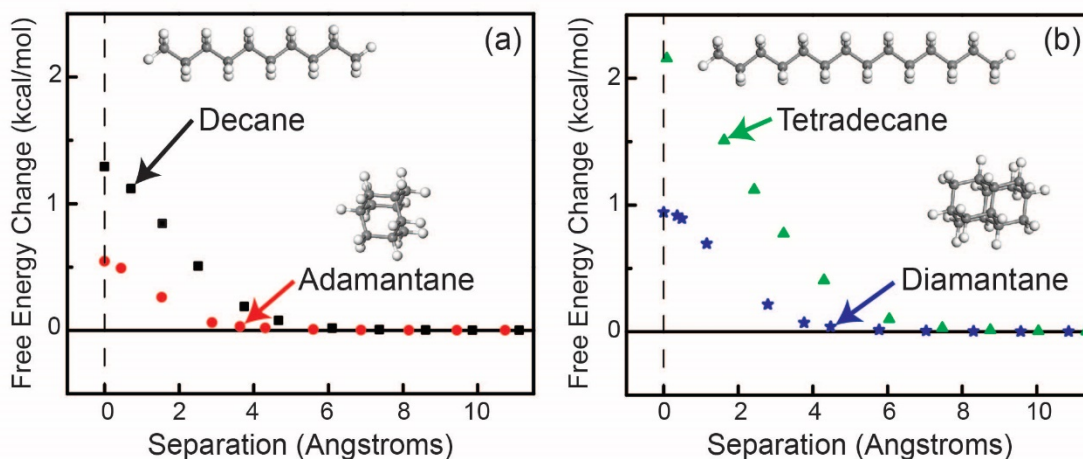 (a)
Free Energy Change (kcal/mol)
2
1
0
Decane
Adamantane
0 2 4 6 8 10
Separation (Angstroms)
(b)
Free Energy Change (kcal/mol)
2
1
0
Tetradecane
Diamantane
0 2 4 6 8 10
Separation (Angstroms)